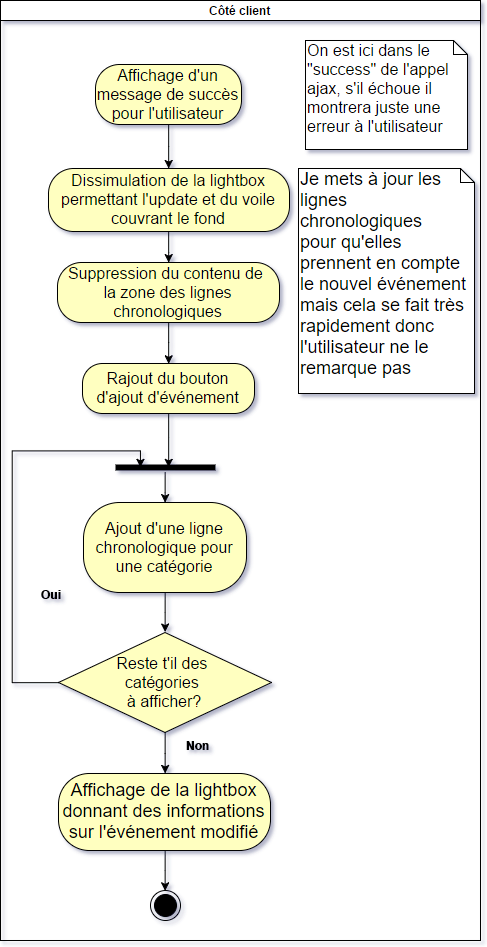 Côté client
Affichage d'un
message de succès
pour l'utilisateur
On est ici dans le
"success" de l'appel
ajax, s'il échoue il
montrera juste une
erreur à l'utilisateur
Dissimulation de la lightbox
permettant l'update et du voile
couvrant le fond
Je mets à jour les
lignes
chronologiques
pour qu'elles
prennent en compte
le nouvel événement
mais cela se fait très
rapidement donc
l'utilisateur ne le
remarque pas
Suppression du contenu de
la zone des lignes
chronologiques
Rajout du bouton
d'ajout d'événement
Ajout d'une ligne
chronologique pour
une catégorie
Oui
Reste t'il des
catégories
à afficher?
Non
Affichage de la lightbox
donnant des informations
sur l'événement modifié